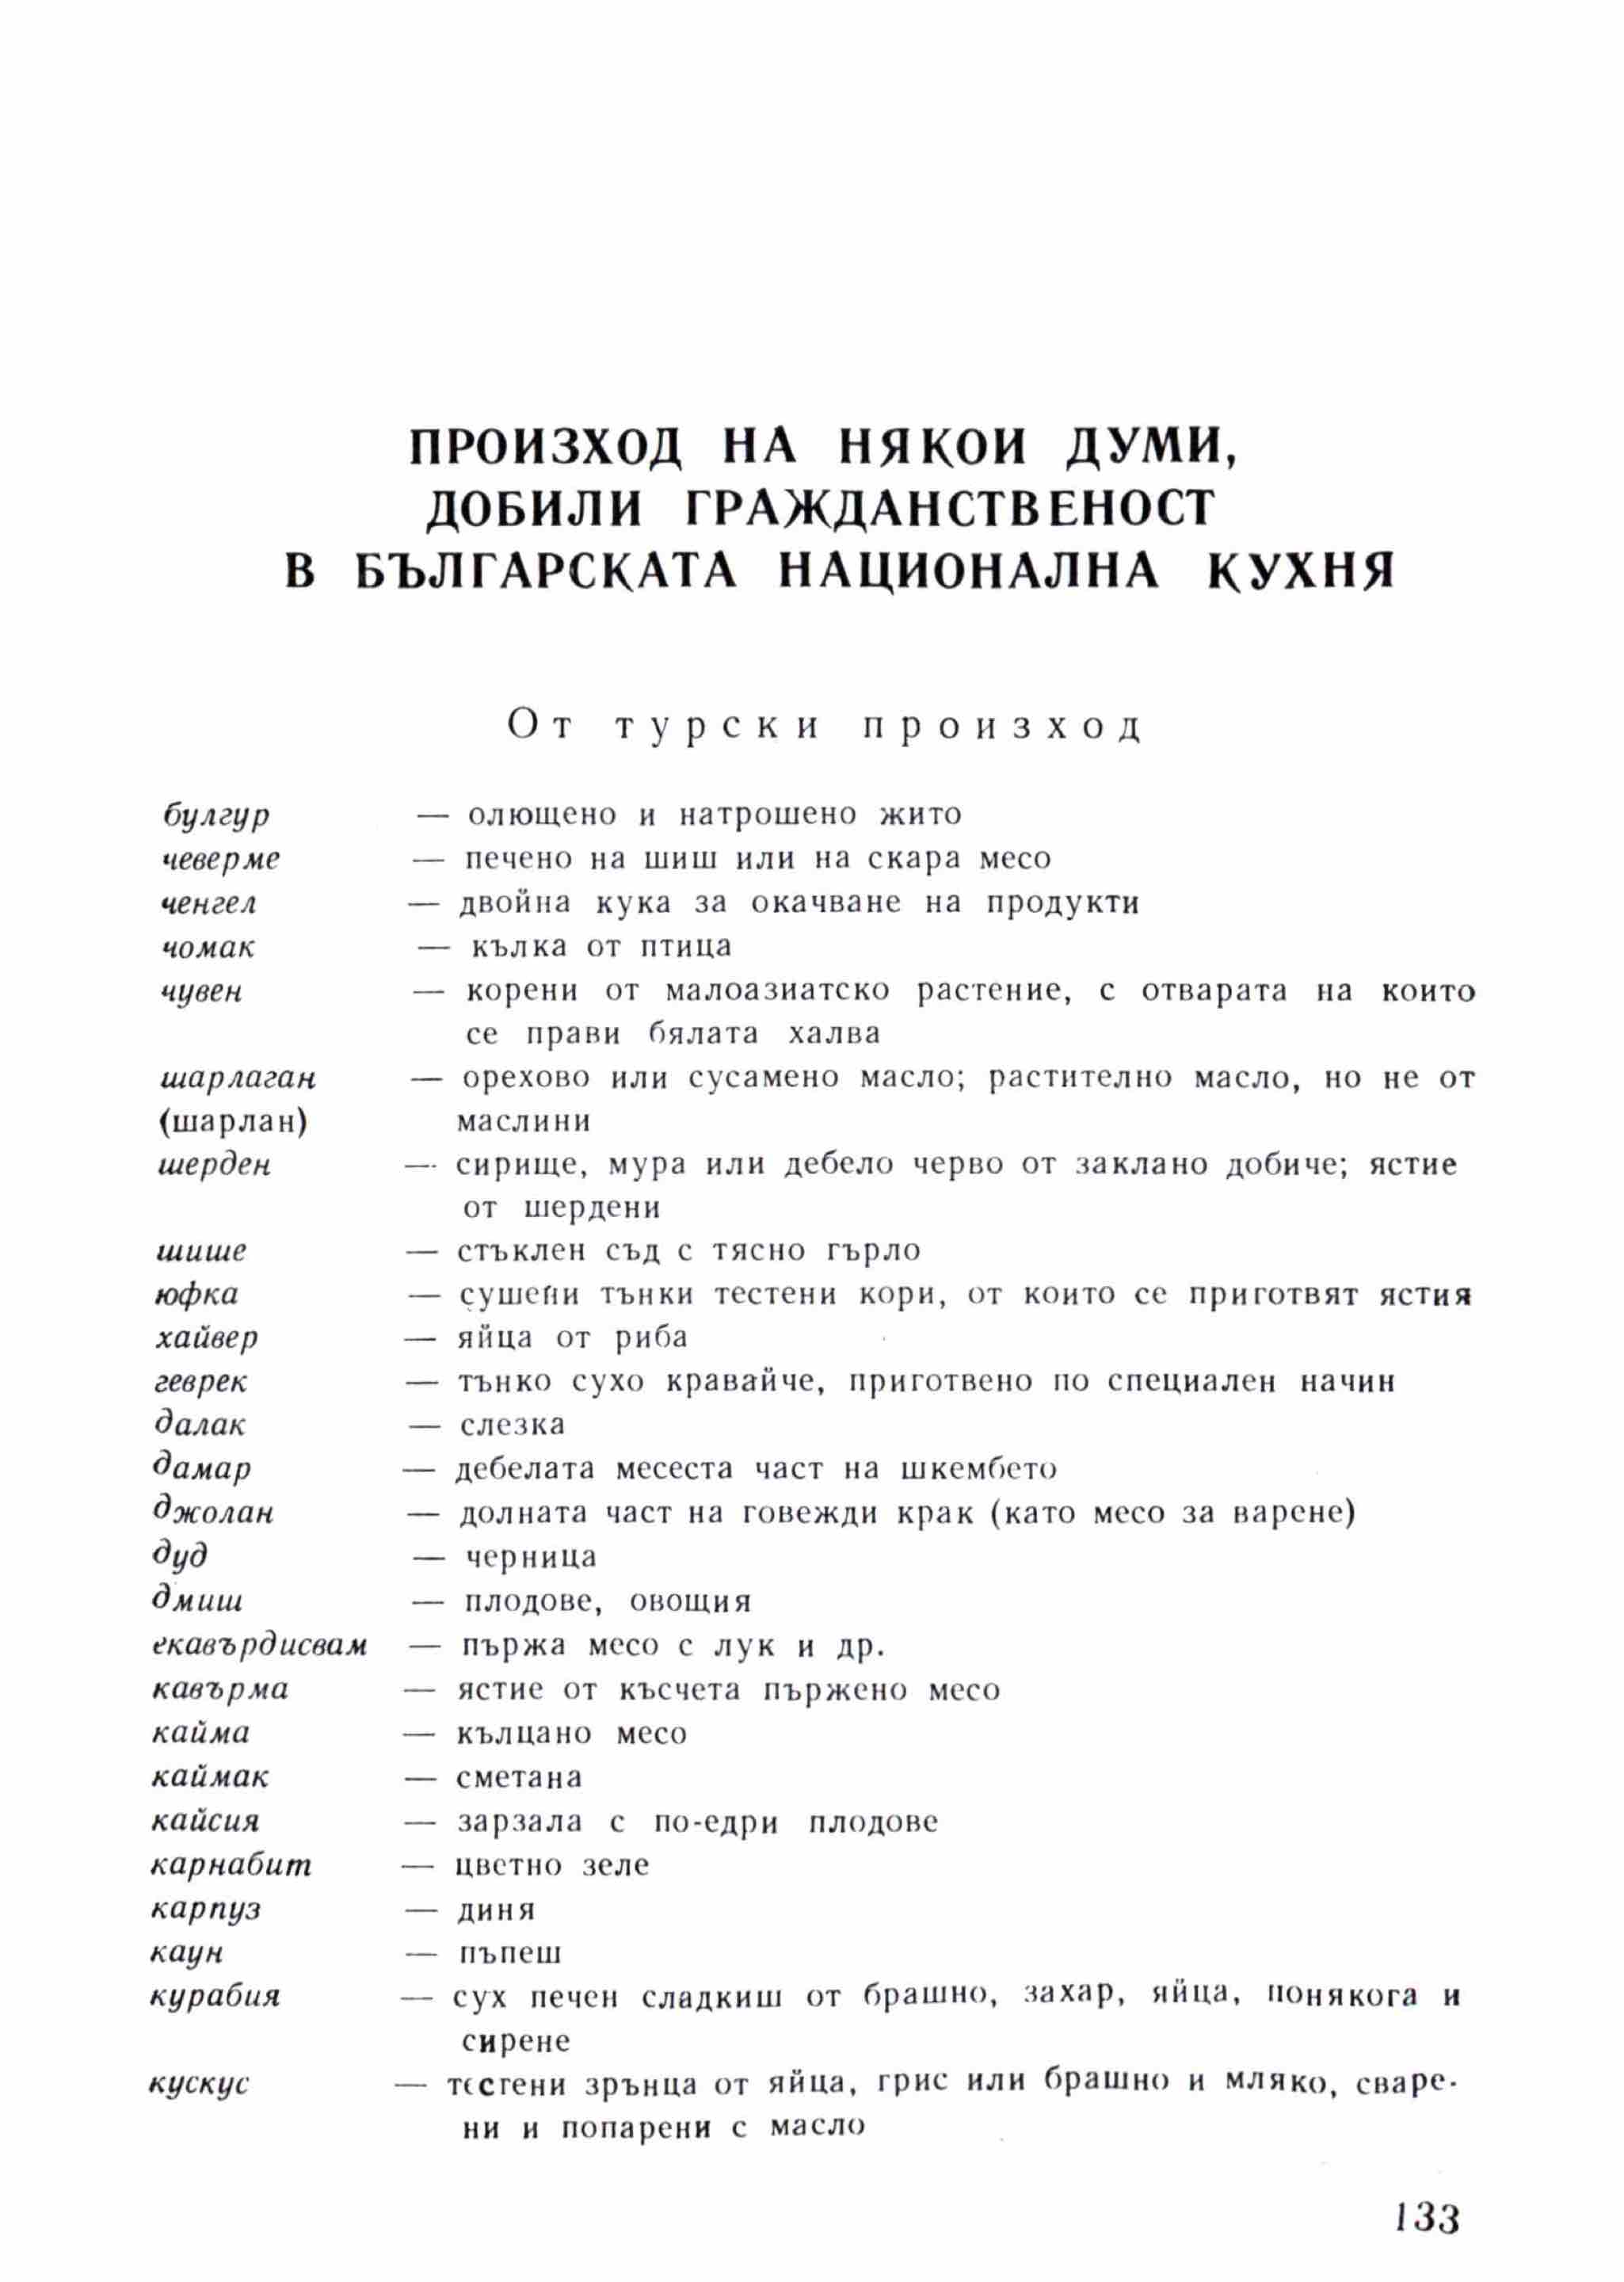 ПРОИЗХОД НА НЯКОИ ДУМИ,
ДОБИЛИ ГРАЖДАНСТВЕНОСТ
В БЪЛГАРСКАТА НАЦИОНАЛНА КУХНЯ
От турски произход
булгур — олющено и натрошено жито
чеверме — печено на шиш или на скара месо
ченгел — двойна кука за окачване на продукти
чомак — кълка от птица
чувен — корени от малоазиатско растение, с отварата на които
се прави бялата халва
шарлаган — орехово или сусамено масло; растително масло, но не от
(шарлан) маслини
шерден — сирище, мура или дебело черво от заклано добиче; ястие
от шердени
шише — стъклен съд с тясно гърло
юфка — сушени тънки тестени кори, от които се приготвят ястия
хайвер — яйца от риба
геврек — тънко сухо кравайче, приготвено по специален начин
далак — слезка
дамар — дебелата месеста част на шкембето
джолан — долната част на говежди крак (като месо за варене)
дуд — черница
дмиш — плодове, овощия
екавърдисвам — пържа месо с лук и др.
кавърма — ястие от късчета пържено месо
кайма — кълцано месо
каймак — сметана
кайсия — зарзала с по-едри плодове
карнабит — цветно зеле
карпуз — диня
каун — пъпеш
курабия — сух печен сладкиш от брашно, захар, яйца, понякога и
сирене
кускус — тестени зрънца от яйца, грис или брашно и мляко, сваре-
ни и попарени с масло
133